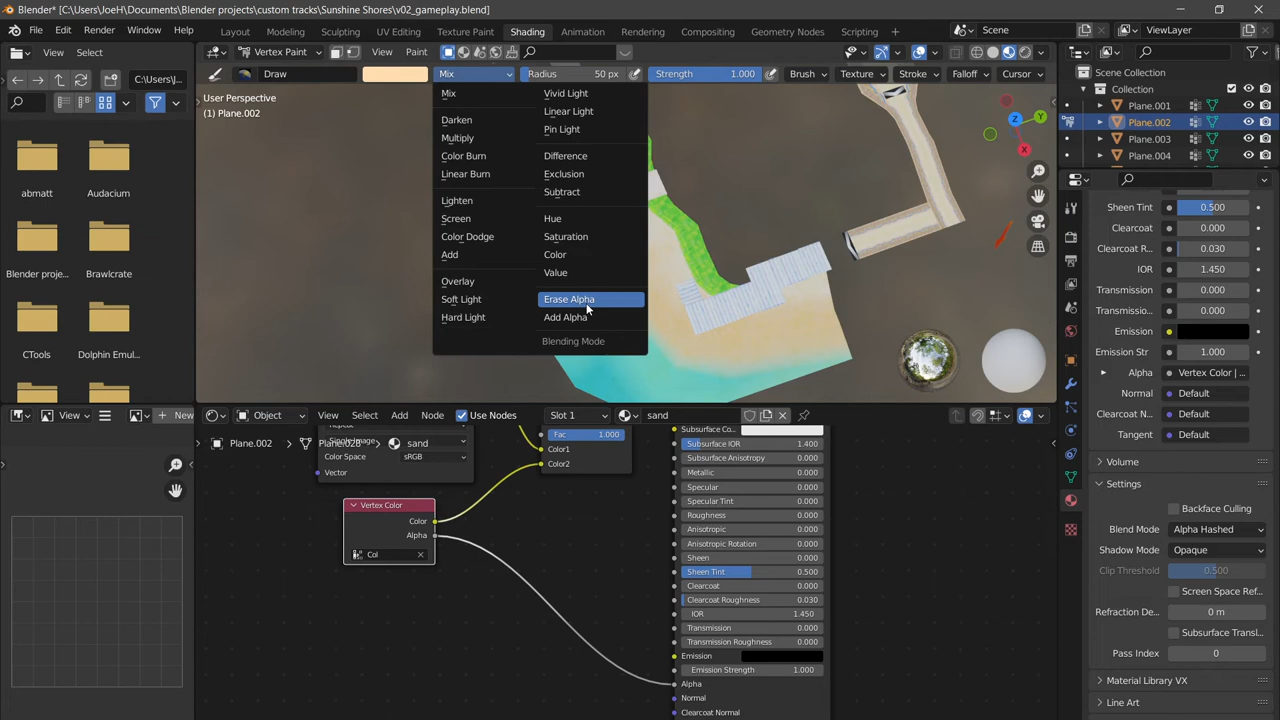 Blender* [C:\Users\JoeH\Documents\Blender projects\custom tracks\Sunshine Shores\v02_gameplay.blend]
File Edit Render Window Help Layout Modeling Sculpting UV Editing Texture Paint Shading Animation Rendering Compositing Geometry Nodes Scripting Scene ViewLayer
View Select
Vertex Paint View Paint
C:\Users...
Draw Mix Radius 50 px Strength 1.000 Brush Texture Stroke Falloff Cursor
User Perspective
(1) Plane.002
Mix
Darken
Multiply
Color Burn
Linear Burn
Lighten
Screen
Color Dodge
Add
Overlay
Soft Light
Hard Light
Vivid Light
Linear Light
Pin Light
Difference
Exclusion
Subtract
Hue
Saturation
Color
Value
Erase Alpha
Add Alpha
Blending Mode
X
Y
Z
abmatt
Audacium
Blender proje...
Brawlcrate
CTools
Dolphin Emul...
Scene Collection
Collection
Plane.001
Plane.002
Plane.003
Plane.004
Sheen Tint 0.500
Clearcoat 0.000
Clearcoat R... 0.030
IOR 1.450
Transmission 0.000
Transmissio... 0.000
Emission
Emission Str 1.000
Alpha Vertex Color | ...
Normal Default
Clearcoat N... Default
Tangent Default
Volume
Settings
Backface Culling
Blend Mode Alpha Hashed
Shadow Mode Opaque
Clip Threshold 0.500
Screen Space Ref...
Refraction De... 0 m
Subsurface Transl...
Pass Index 0
Material Library VX
Line Art
View New
Object View Select Add Node Use Nodes Slot 1 sand
Plane.002 sand
Single Image
Color Space sRGB
Vector
Fac 1.000
Color1
Color2
Vertex Color
Color
Alpha
Col
Subsurface Co...
Subsurface IOR 1.400
Subsurface Anisotropy 0.000
Metallic 0.000
Specular 0.000
Specular Tint 0.000
Roughness 0.000
Anisotropic 0.000
Anisotropic Rotation 0.000
Sheen 0.000
Sheen Tint 0.500
Clearcoat 0.000
Clearcoat Roughness 0.030
IOR 1.450
Transmission 0.000
Transmission Roughness 0.000
Emission
Emission Strength 1.000
Alpha
Normal
Clearcoat Normal